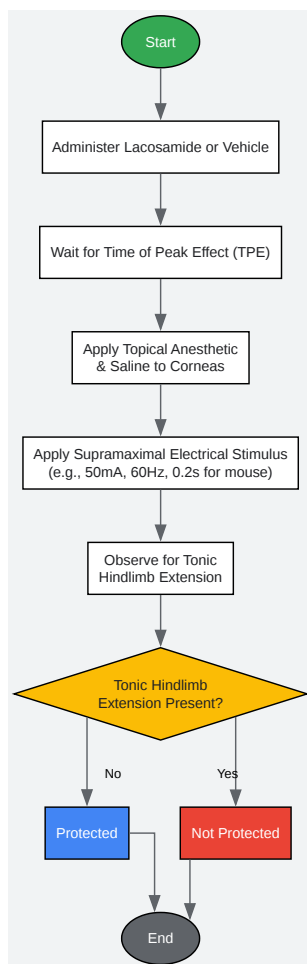 Start
Administer Lacosamide or Vehicle
Wait for Time of Peak Effect (TPE)
Apply Topical Anesthetic
& Saline to Corneas
Apply Supramaximal Electrical Stimulus
(e.g., 50mA, 60Hz, 0.2s for mouse)
Observe for Tonic
Hindlimb Extension
Tonic Hindlimb
Extension Present?
No
Yes
Protected
Not Protected
End